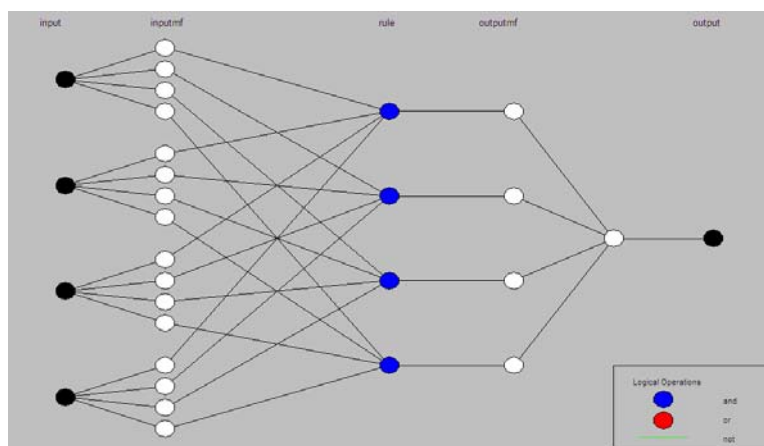 input inputmf rule outputmf output
Logical Operations
and
or
not